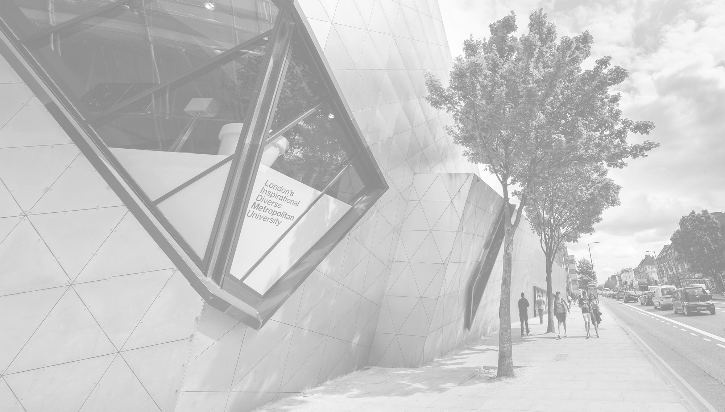 London's
Inspirational
Diverse
Metropolitan
University